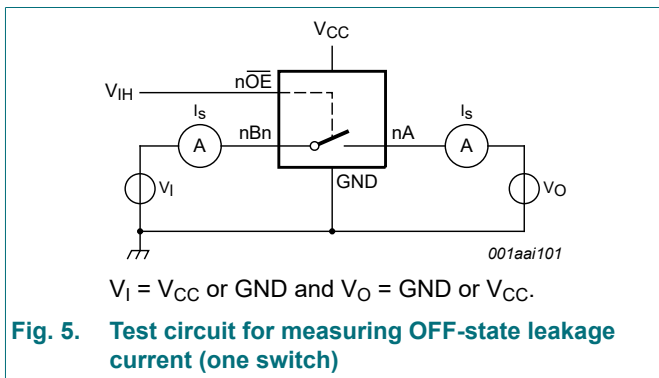 VCC
nOE
VIH
Is
Is
nBn
nA
A
A
GND
VI
VO
001aai101
VI = VCC or GND and VO = GND or VCC.
Fig. 5. Test circuit for measuring OFF-state leakage
current (one switch)